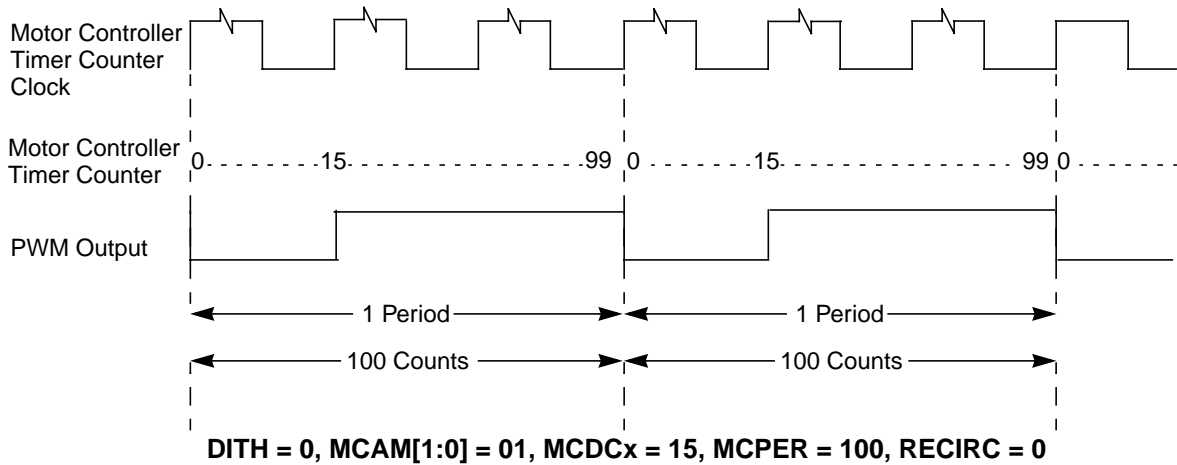 Motor Controller
Timer Counter
Clock
Motor Controller
Timer Counter
0 15 99 0 15 99 0
PWM Output
1 Period 1 Period
100 Counts 100 Counts
DITH = 0, MCAM[1:0] = 01, MCDCx = 15, MCPER = 100, RECIRC = 0